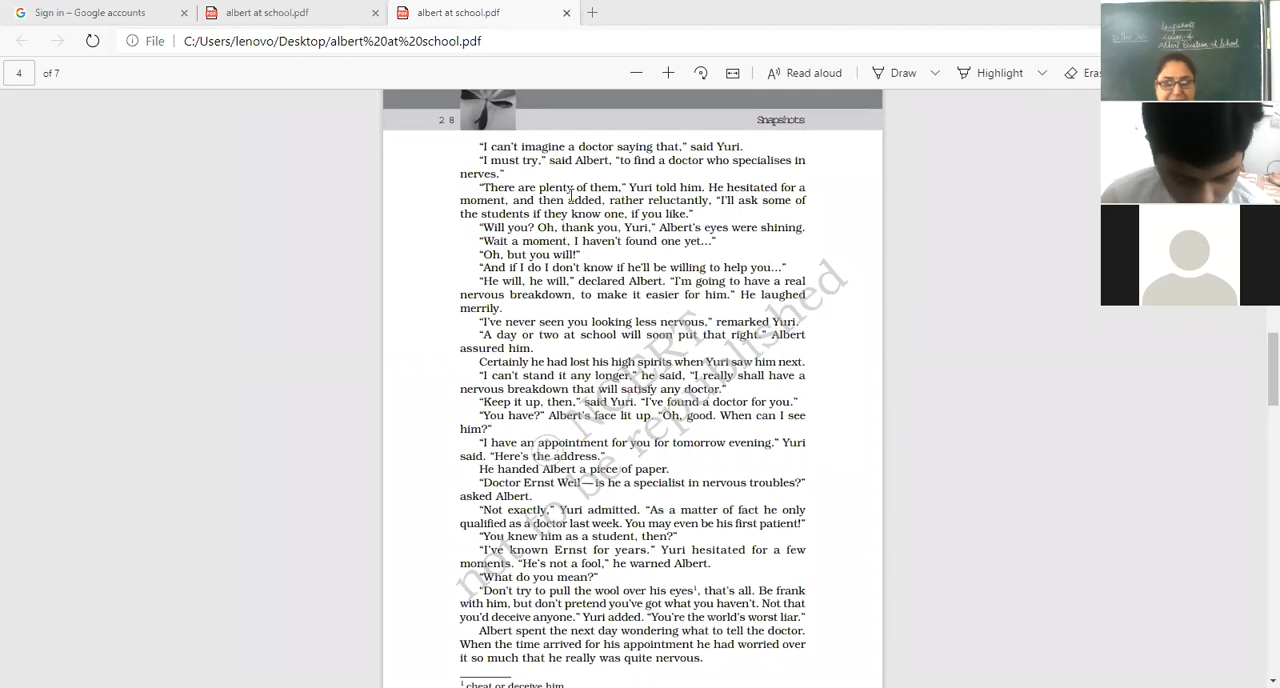 Sign in – Google accounts
albert at school.pdf
albert at school.pdf
File
C:/Users/lenovo/Desktop/albert%20at%20school.pdf
4 of 7
Read aloud
Draw
Highlight
Eras
28
Snapshots
“I can’t imagine a doctor saying that,” said Yuri.
“I must try,” said Albert, “to find a doctor who specialises in
nerves.”
“There are plenty of them,” Yuri told him. He hesitated for a
moment, and then added, rather reluctantly, “I’ll ask some of
the students if they know one, if you like.”
“Will you? Oh, thank you, Yuri,” Albert’s eyes were shining.
“Wait a moment, I haven’t found one yet…”
“Oh, but you will!”
“And if I do I don’t know if he’ll be willing to help you…”
“He will, he will,” declared Albert. “I’m going to have a real
nervous breakdown, to make it easier for him.” He laughed
merrily.
“I’ve never seen you looking less nervous,” remarked Yuri.
“A day or two at school will soon put that right,” Albert
assured him.
Certainly he had lost his high spirits when Yuri saw him next.
“I can’t stand it any longer,” he said, “I really shall have a
nervous breakdown that will satisfy any doctor.”
“Keep it up, then,” said Yuri. “I’ve found a doctor for you.”
“You have?” Albert’s face lit up. “Oh, good. When can I see
him?”
“I have an appointment for you for tomorrow evening.” Yuri
said. “Here’s the address.”
He handed Albert a piece of paper.
“Doctor Ernst Weil — is he a specialist in nervous troubles?”
asked Albert.
“Not exactly,” Yuri admitted. “As a matter of fact he only
qualified as a doctor last week. You may even be his first patient!”
“You knew him as a student, then?”
“I’ve known Ernst for years.” Yuri hesitated for a few
moments. “He’s not a fool,” he warned Albert.
“What do you mean?”
“Don’t try to pull the wool over his eyes¹, that’s all. Be frank
with him, but don’t pretend you’ve got what you haven’t. Not that
you’d deceive anyone.” Yuri added. “You’re the world’s worst liar.”
Albert spent the next day wondering what to tell the doctor.
When the time arrived for his appointment he had worried over
it so much that he really was quite nervous.
¹ cheat or deceive him
© NCERT
not to be republished
Snapshots
Albert Einstein at School